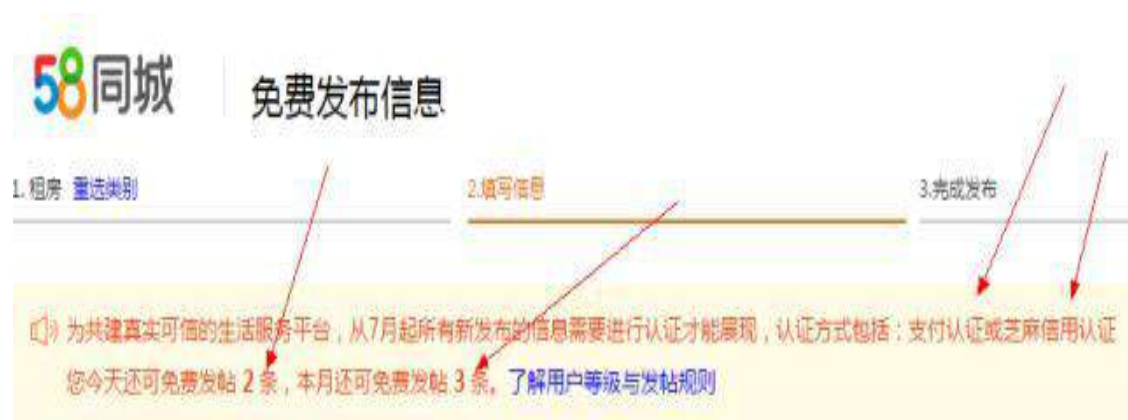 58同城
免费发布信息
1. 租房 重选类别
2.填写信息
3.完成发布
为共建真实可信的生活服务平台，从7月起所有新发布的信息需要进行认证才能展现，认证方式包括：支付认证或芝麻信用认证
您今天还可免费发帖 2 条，本月还可免费发帖 3 条。了解用户等级与发帖规则